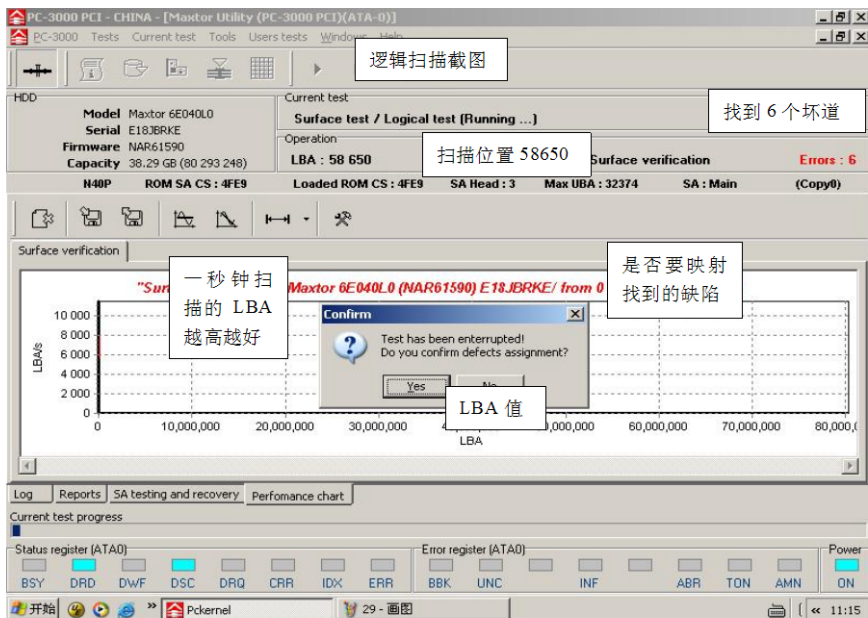 PC-3000 PCI - CHINA - [Maxtor Utility (PC-3000 PCI)(ATA-0)]
PC-3000 Tests Current test Tools Users tests Windows Help
逻辑扫描截图
HDD
Model Maxtor 6E040L0
Serial E18JBRKE
Firmware NAR61590
Capacity 38.29 GB (80 293 248)
Current test
Surface test / Logical test (Running ...)
找到 6 个坏道
Operation
LBA : 58 650
扫描位置 58650
Surface verification
Errors : 6
N40P ROM SA CS : 4FE9 Loaded ROM CS : 4FE9 SA Head : 3 Max UBA : 32374 SA : Main (Copy0)
Surface verification
一秒钟扫
描的 LBA
越高越好
是否要映射
找到的缺陷
"Sur Maxtor 6E040L0 (NAR61590) E18JBRKE/ from 0
Confirm
Test has been enterrupted!
Do you confirm defects assignment?
Yes No
LBA 值
LBA/s
10 000
8 000
6 000
4 000
2 000
0
0 10,000,000 20,000,000 30,000,000 60,000,000 70,000,000 80,000,
LBA
Log Reports SA testing and recovery Perfomance chart
Current test progress
Status register (ATA0) Error register (ATA0) Power
BSY DRD DWF DSC DRQ CRR IDX ERR BBK UNC INF ABR TON AMN ON
开始 » Pckernel 29 - 画图 « 11:15